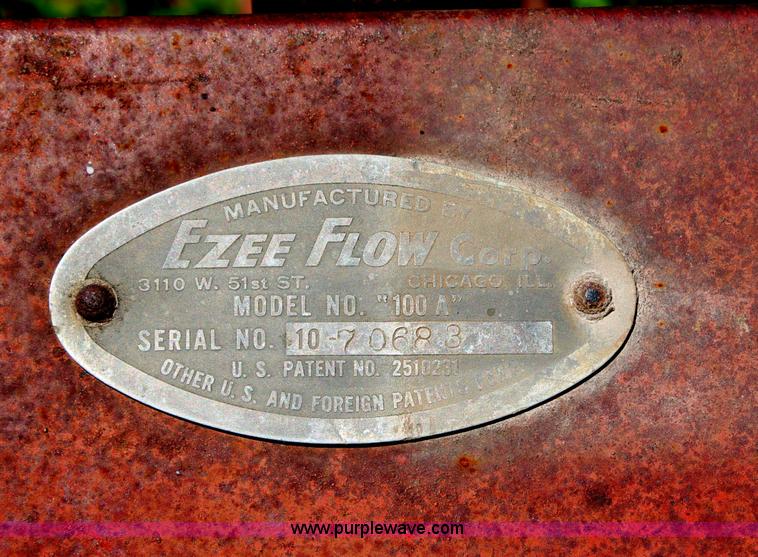 MANUFACTURED BY
EZEE FLOW Corp.
3110 W. 51st ST. CHICAGO ILL.
MODEL NO. "100 A"
SERIAL NO. 10-70683
U. S. PATENT NO. 2510231
OTHER U. S. AND FOREIGN PATENTS
www.purplewave.com